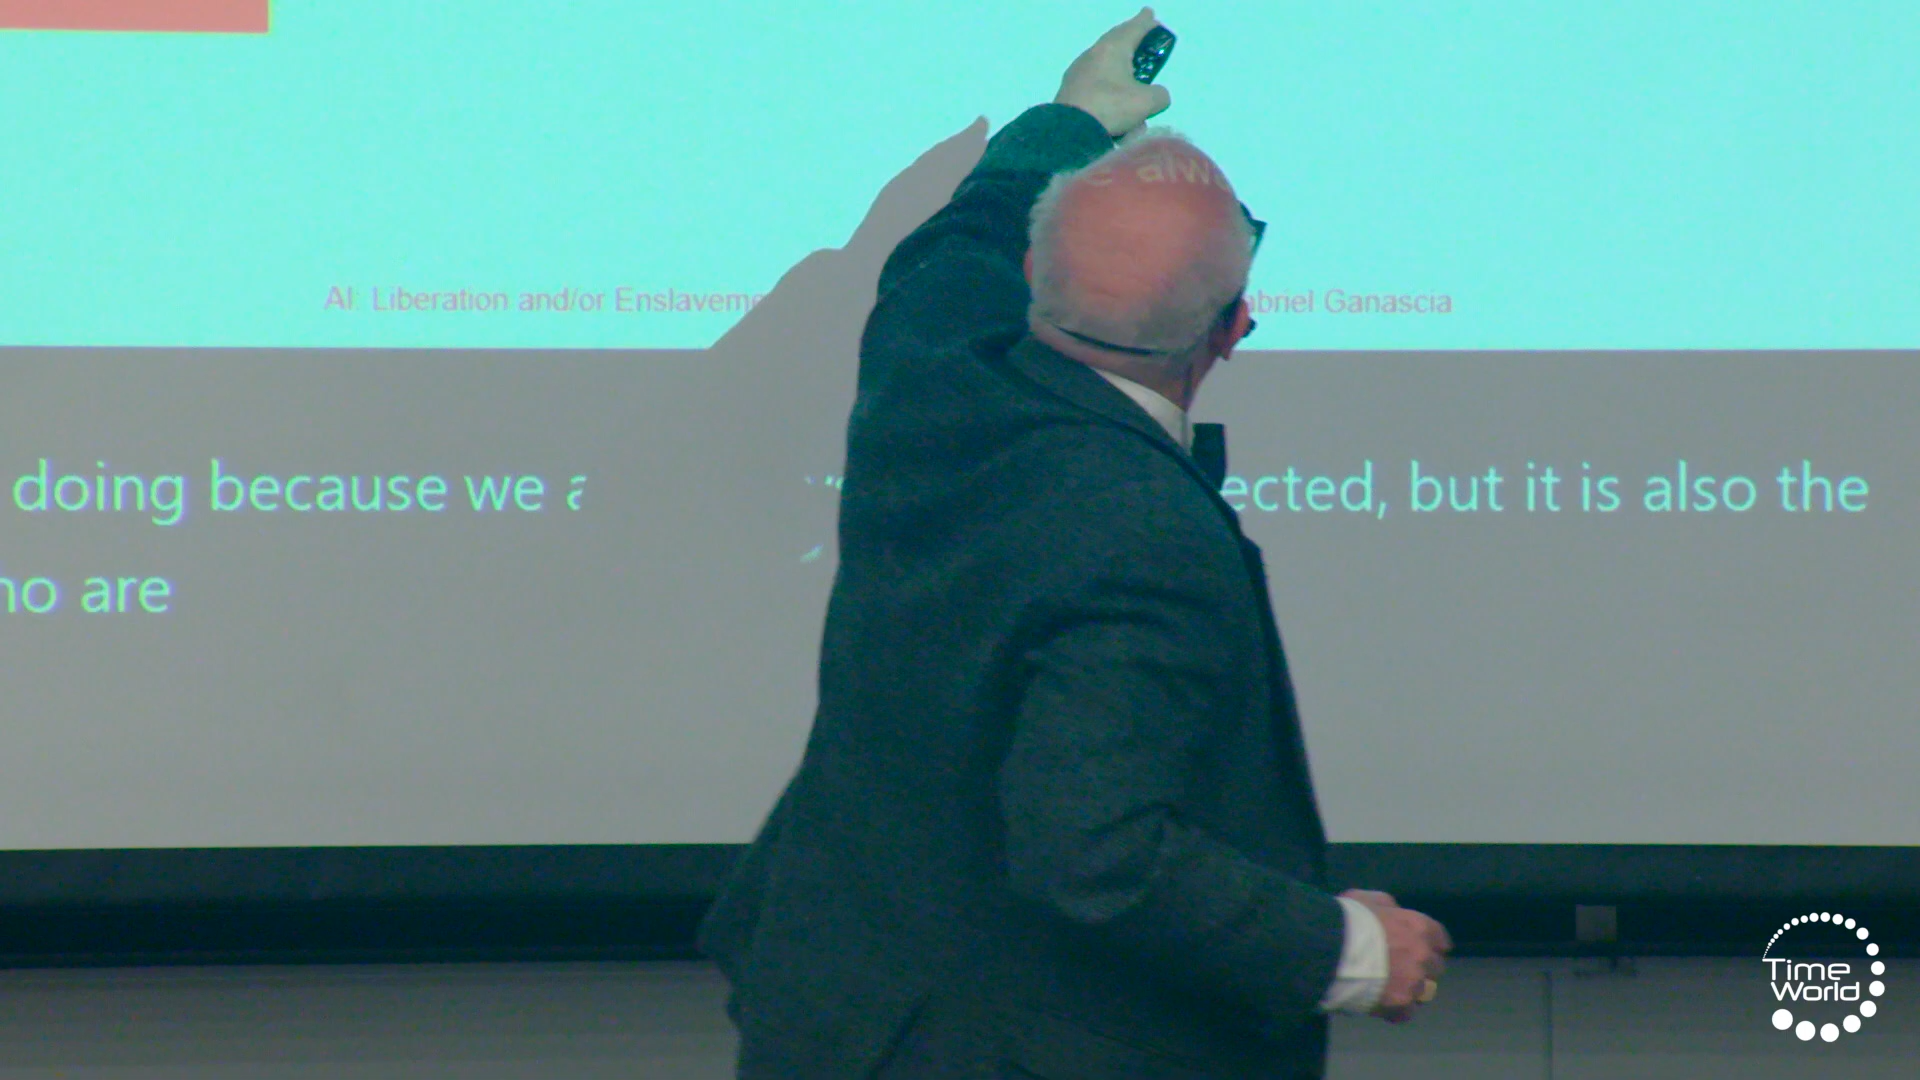 AI: Liberation and/or Enslaveme abriel Ganascia
doing because we a ected, but it is also the
ho are
alwa
Time
World